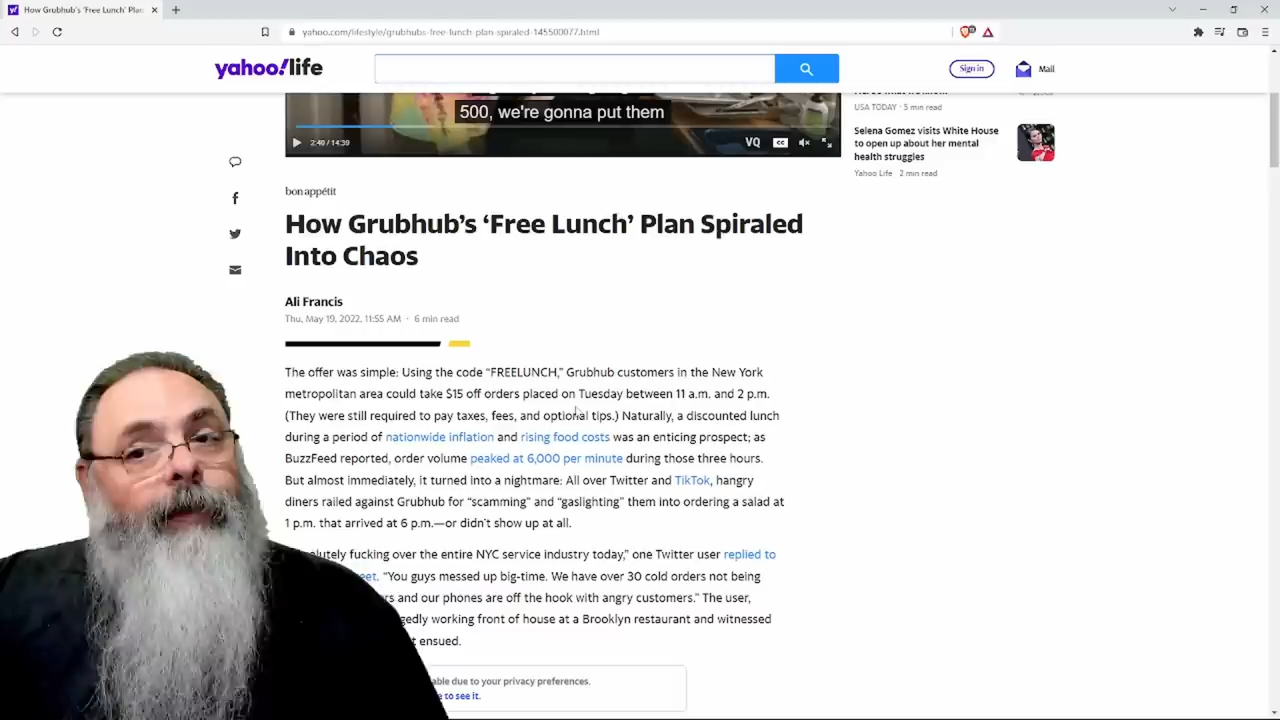 How Grubhub's 'Free Lunch' Plan
yahoo.com/lifestyle/grubhubs-free-lunch-plan-spiraled-145500077.html
yahoo!life
Sign in
Mail
500, we're gonna put them
2:40 / 14:39
VQ
CC
USA TODAY · 5 min read
Selena Gomez visits White House
to open up about her mental
health struggles
Yahoo Life 2 min read
bon appétit
How Grubhub's 'Free Lunch' Plan Spiraled
Into Chaos
Ali Francis
Thu, May 19, 2022, 11:55 AM · 6 min read
The offer was simple: Using the code "FREELUNCH," Grubhub customers in the New York
metropolitan area could take $15 off orders placed on Tuesday between 11 a.m. and 2 p.m.
(They were still required to pay taxes, fees, and optional tips.) Naturally, a discounted lunch
during a period of nationwide inflation and rising food costs was an enticing prospect; as
BuzzFeed reported, order volume peaked at 6,000 per minute during those three hours.
But almost immediately, it turned into a nightmare: All over Twitter and TikTok, hangry
diners railed against Grubhub for "scamming" and "gaslighting" them into ordering a salad at
1 p.m. that arrived at 6 p.m.—or didn't show up at all.
fucking over the entire NYC service industry today," one Twitter user replied to
"You guys messed up big-time. We have over 30 cold orders not being
and our phones are off the hook with angry customers." The user,
working front of house at a Brooklyn restaurant and witnessed
ensued.
due to your privacy preferences.
to see it.